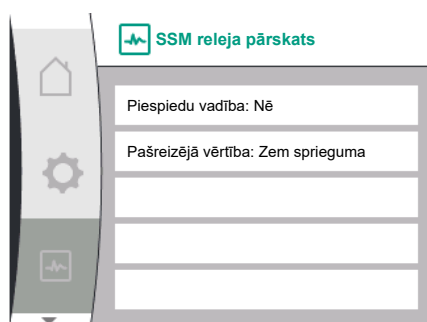 SSM releja pārskats
Piespiedu vadība: Nē
Pašreizējā vērtība: Zem sprieguma